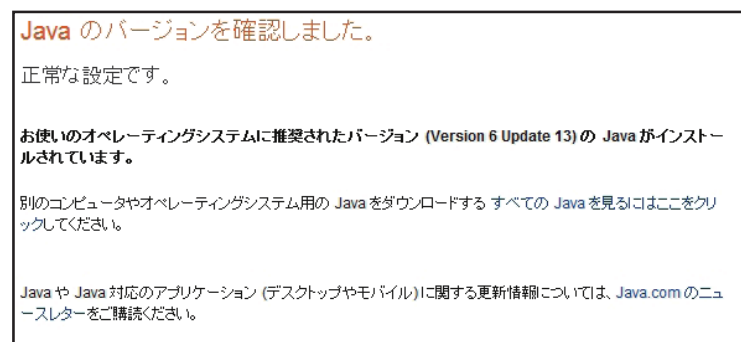 Java のバージョンを確認しました。
正常な設定です。
お使いのオペレーティングシステムに推奨されたバージョン (Version 6 Update 13) の Java がインストー
ルされています。
別のコンピュータやオペレーティングシステム用の Java をダウンロードする すべての Java を見るにはここをクリ
ックしてください。
Java や Java 対応のアプリケーション (デスクトップやモバイル) に関する更新情報については、Java.com のニュ
ースレターをご購読ください。